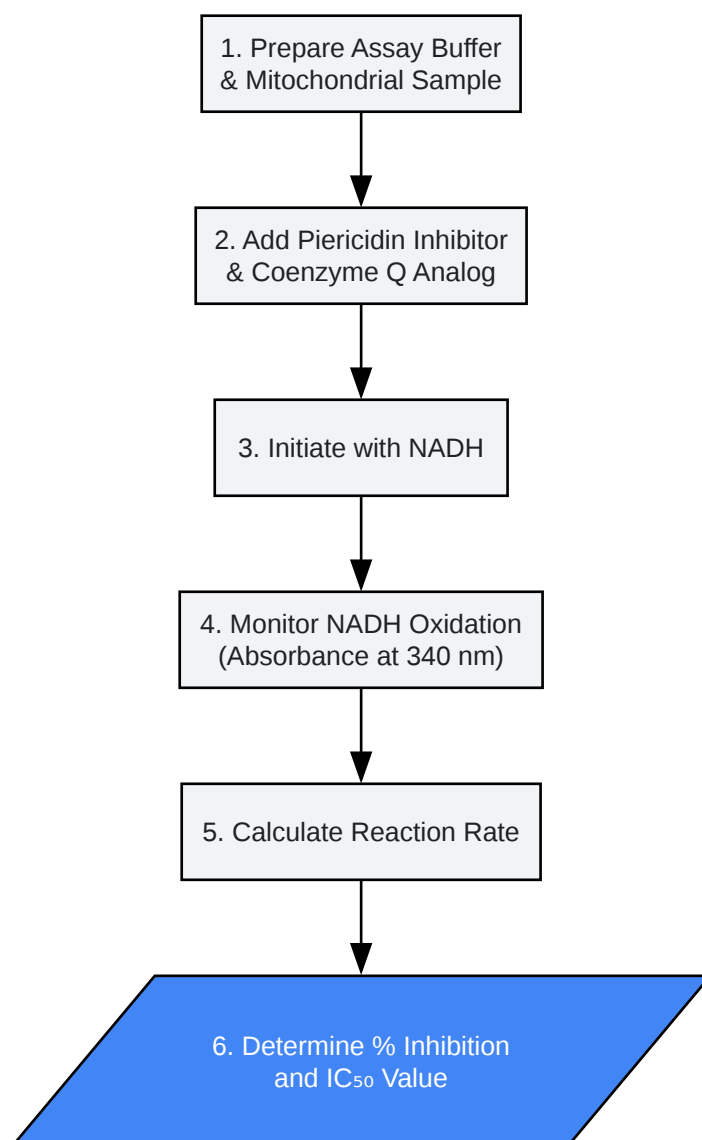 1. Prepare Assay Buffer
& Mitochondrial Sample
2. Add Piericidin Inhibitor
& Coenzyme Q Analog
3. Initiate with NADH
4. Monitor NADH Oxidation
(Absorbance at 340 nm)
5. Calculate Reaction Rate
6. Determine % Inhibition
and IC₅₀ Value